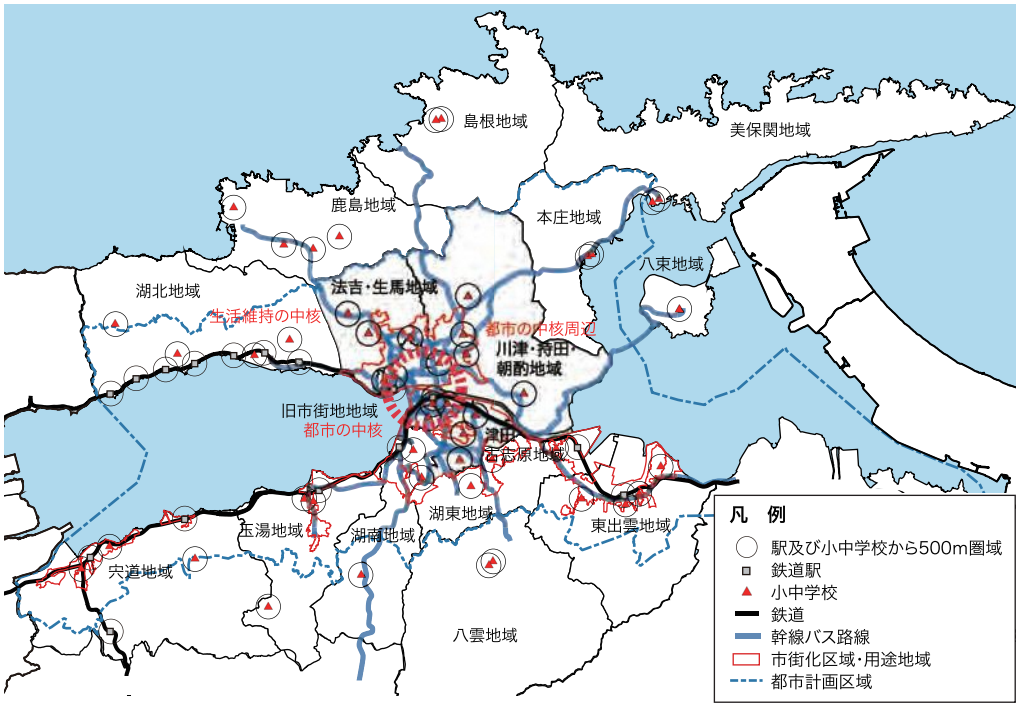 島根地域
美保関地域
鹿島地域
本庄地域
八束地域
湖北地域
法吉・生馬地域
生活維持の中核
都市の中核周辺
川津・持田・
朝酌地域
旧市街地地域
都市の中核
津田・
古志原地域
玉湯地域
湖南地域
湖東地域
東出雲地域
宍道地域
八雲地域
凡 例
駅及び小中学校から500m圏域
鉄道駅
小中学校
鉄道
幹線バス路線
市街化区域・用途地域
都市計画区域